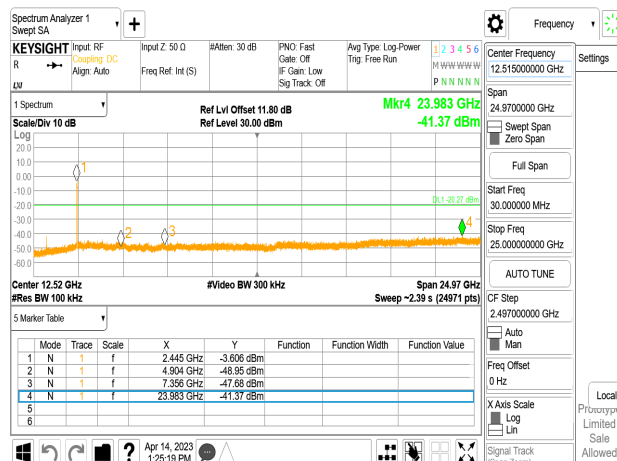 Spectrum Analyzer 1
Swept SA
Frequency
KEYSIGHT
Input: RF
Coupling: DC
Align: Auto
Input Z: 50 Ω
Freq Ref: Int (S)
#Atten: 30 dB
PNO: Fast
Gate: Off
IF Gain: Low
Sig Track: Off
Avg Type: Log-Power
Trig: Free Run
1 2 3 4 5 6
M W W W W W
P N N N N N
R
LXI
1 Spectrum
Scale/Div 10 dB
Ref Lvl Offset 11.80 dB
Ref Level 30.00 dBm
Mkr4 23.983 GHz
-41.37 dBm
Log
20.0
10.0
0.00
-10.0
-20.0
-30.0
-40.0
-50.0
-60.0
1
2
3
4
DL1 -20.27 dBm
Center 12.52 GHz
#Res BW 100 kHz
#Video BW 300 kHz
Span 24.97 GHz
Sweep ~2.39 s (24971 pts)
5 Marker Table
Mode Trace Scale X Y Function Function Width Function Value
1 N 1 f 2.445 GHz -3.606 dBm
2 N 1 f 4.904 GHz -48.95 dBm
3 N 1 f 7.356 GHz -47.68 dBm
4 N 1 f 23.983 GHz -41.37 dBm
5
6
Apr 14, 2023
1:25:19 PM
Center Frequency
12.515000000 GHz
Settings
Span
24.9700000 GHz
Swept Span
Zero Span
Full Span
Start Freq
30.000000 MHz
Stop Freq
25.000000000 GHz
AUTO TUNE
CF Step
2.497000000 GHz
Auto
Man
Freq Offset
0 Hz
X Axis Scale
Log
Lin
Signal Track
Local
Limited
Sale
Allowed